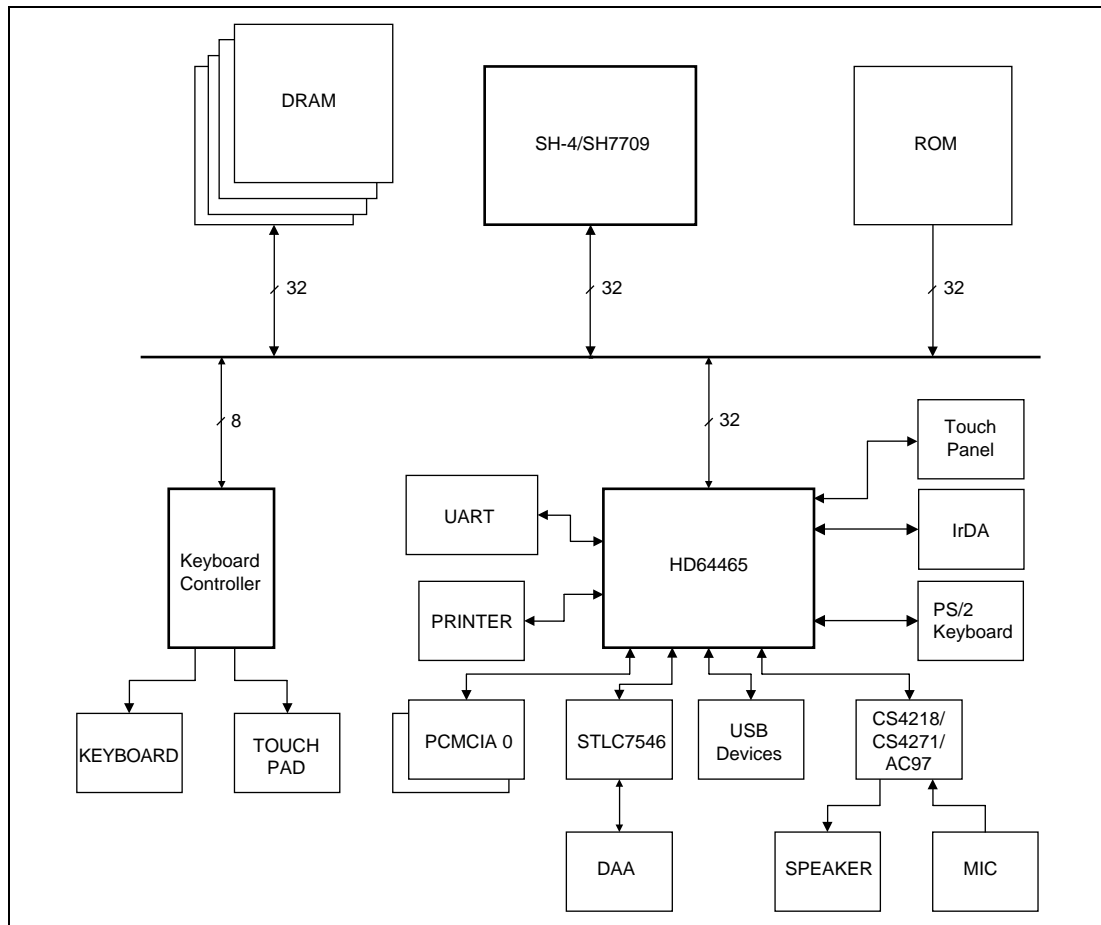 DRAM
SH-4/SH7709
ROM
32
32
32
8
32
Touch
Panel
UART
IrDA
Keyboard
Controller
HD64465
PRINTER
PS/2
Keyboard
KEYBOARD
TOUCH
PAD
PCMCIA 0
STLC7546
USB
Devices
CS4218/
CS4271/
AC97
DAA
SPEAKER
MIC